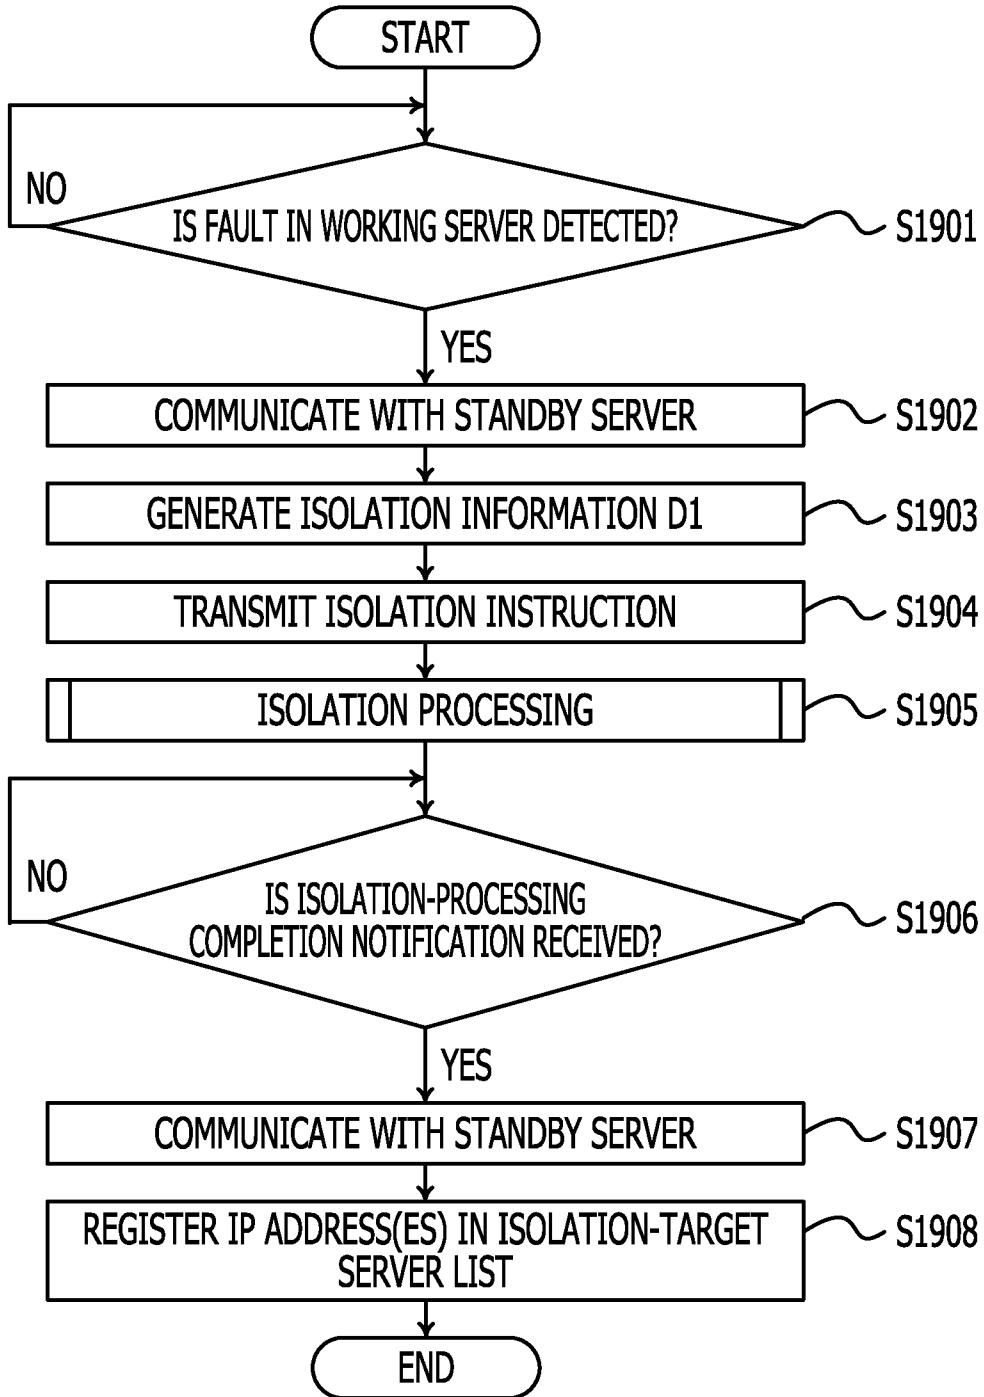 START
NO
IS FAULT IN WORKING SERVER DETECTED?
S1901
YES
COMMUNICATE WITH STANDBY SERVER
S1902
GENERATE ISOLATION INFORMATION D1
S1903
TRANSMIT ISOLATION INSTRUCTION
S1904
ISOLATION PROCESSING
S1905
NO
IS ISOLATION-PROCESSING
COMPLETION NOTIFICATION RECEIVED?
S1906
YES
COMMUNICATE WITH STANDBY SERVER
S1907
REGISTER IP ADDRESS(ES) IN ISOLATION-TARGET
SERVER LIST
S1908
END